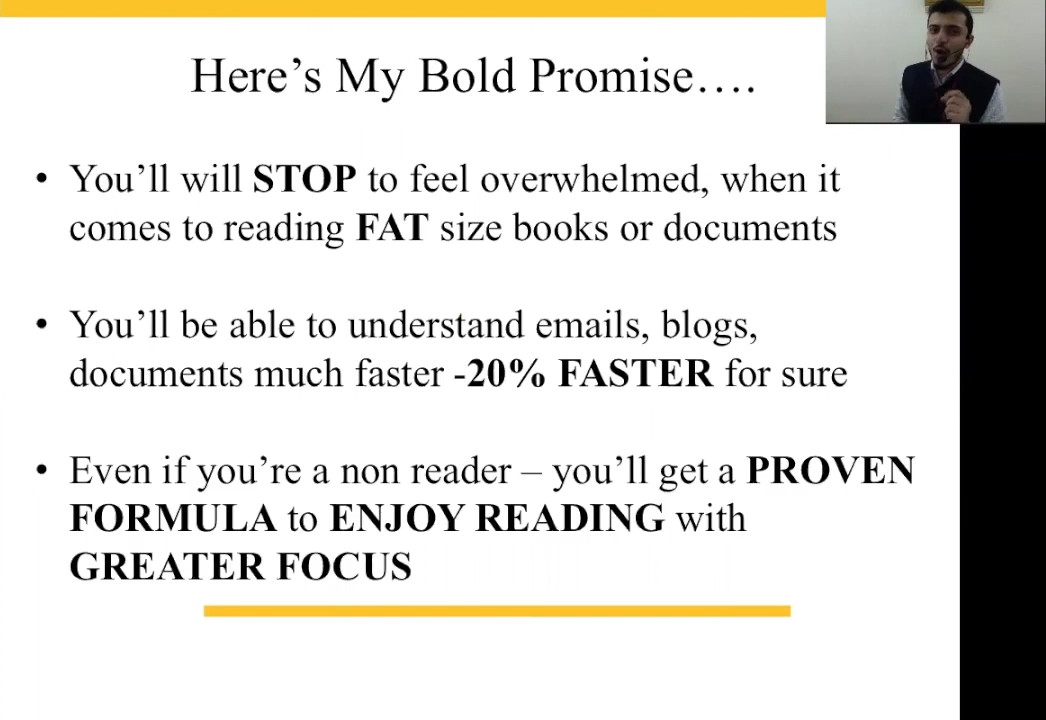 Here’s My Bold Promise….
• You’ll will STOP to feel overwhelmed, when it
comes to reading FAT size books or documents
• You’ll be able to understand emails, blogs,
documents much faster -20% FASTER for sure
• Even if you’re a non reader – you’ll get a PROVEN
FORMULA to ENJOY READING with
GREATER FOCUS